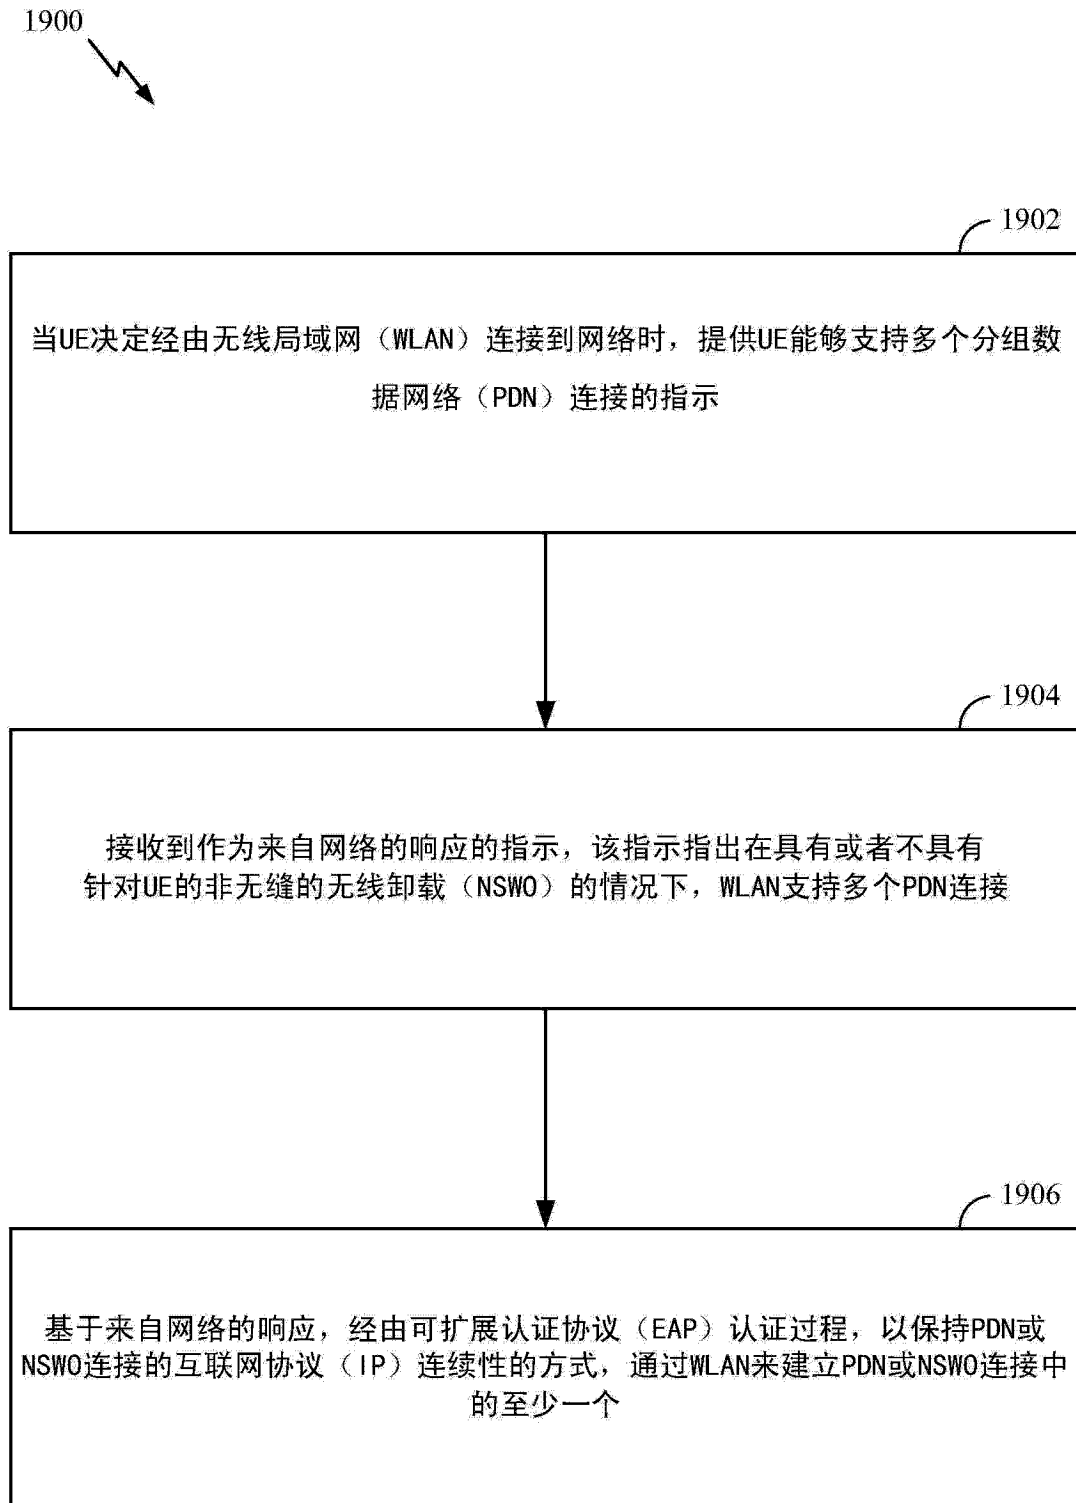 1900
1902
当UE决定经由无线局域网（WLAN）连接到网络时，提供UE能够支持多个分组数
据网络（PDN）连接的指示
1904
接收到作为来自网络的响应的指示，该指示指出在具有或者不具有
针对UE的非无缝的无线卸载（NSWO）的情况下，WLAN支持多个PDN连接
1906
基于来自网络的响应，经由可扩展认证协议（EAP）认证过程，以保持PDN或
NSWO连接的互联网协议（IP）连续性的方式，通过WLAN来建立PDN或NSWO连接中
的至少一个